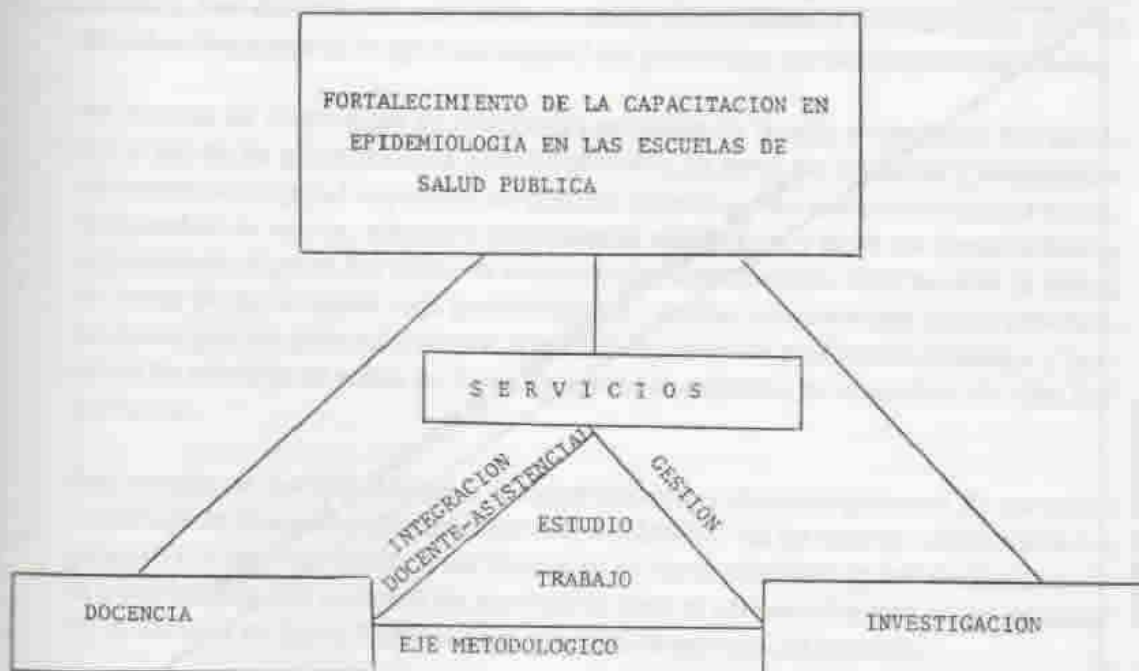 FORTALECIMIENTO DE LA CAPACITACION EN
EPIDEMIOLOGIA EN LAS ESCUELAS DE
SALUD PUBLICA
S E R V I C I O S
INTEGRACION
DOCENTE-ASISTENCIAL
GESTION
ESTUDIO
TRABAJO
DOCENCIA
EJE METODOLOGICO
INVESTIGACION